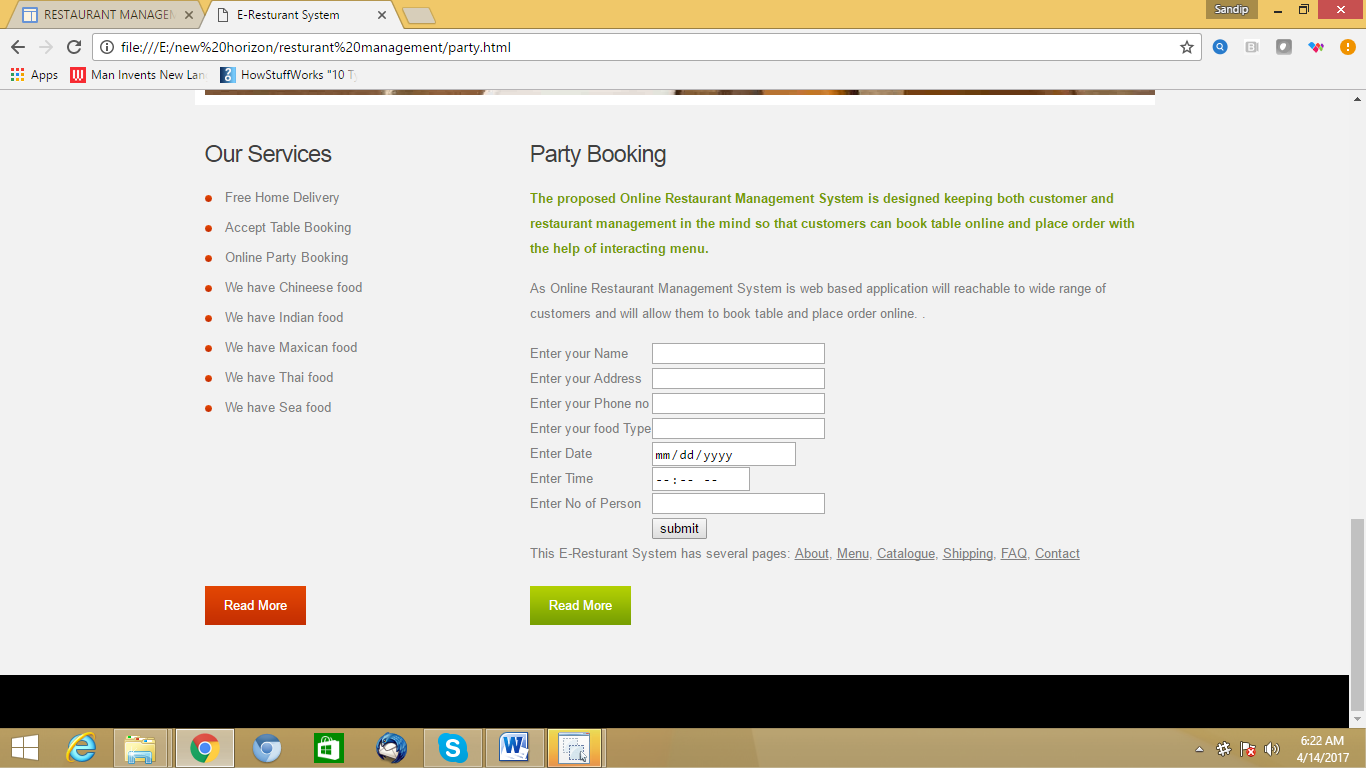 RESTAURANT MANAGEM
E-Resturant System
Sandip
file:///E:/new%20horizon/resturant%20management/party.html
Apps
Man Invents New Lan
HowStuffWorks "10 Ty
Our Services
Free Home Delivery
Accept Table Booking
Online Party Booking
We have Chineese food
We have Indian food
We have Maxican food
We have Thai food
We have Sea food
Read More
Party Booking
The proposed Online Restaurant Management System is designed keeping both customer and
restaurant management in the mind so that customers can book table online and place order with
the help of interacting menu.
As Online Restaurant Management System is web based application will reachable to wide range of
customers and will allow them to book table and place order online. .
Enter your Name
Enter your Address
Enter your Phone no
Enter your food Type
Enter Date mm/dd/yyyy
Enter Time --:-- --
Enter No of Person
submit
This E-Resturant System has several pages: About, Menu, Catalogue, Shipping, FAQ, Contact
Read More
6:22 AM
4/14/2017